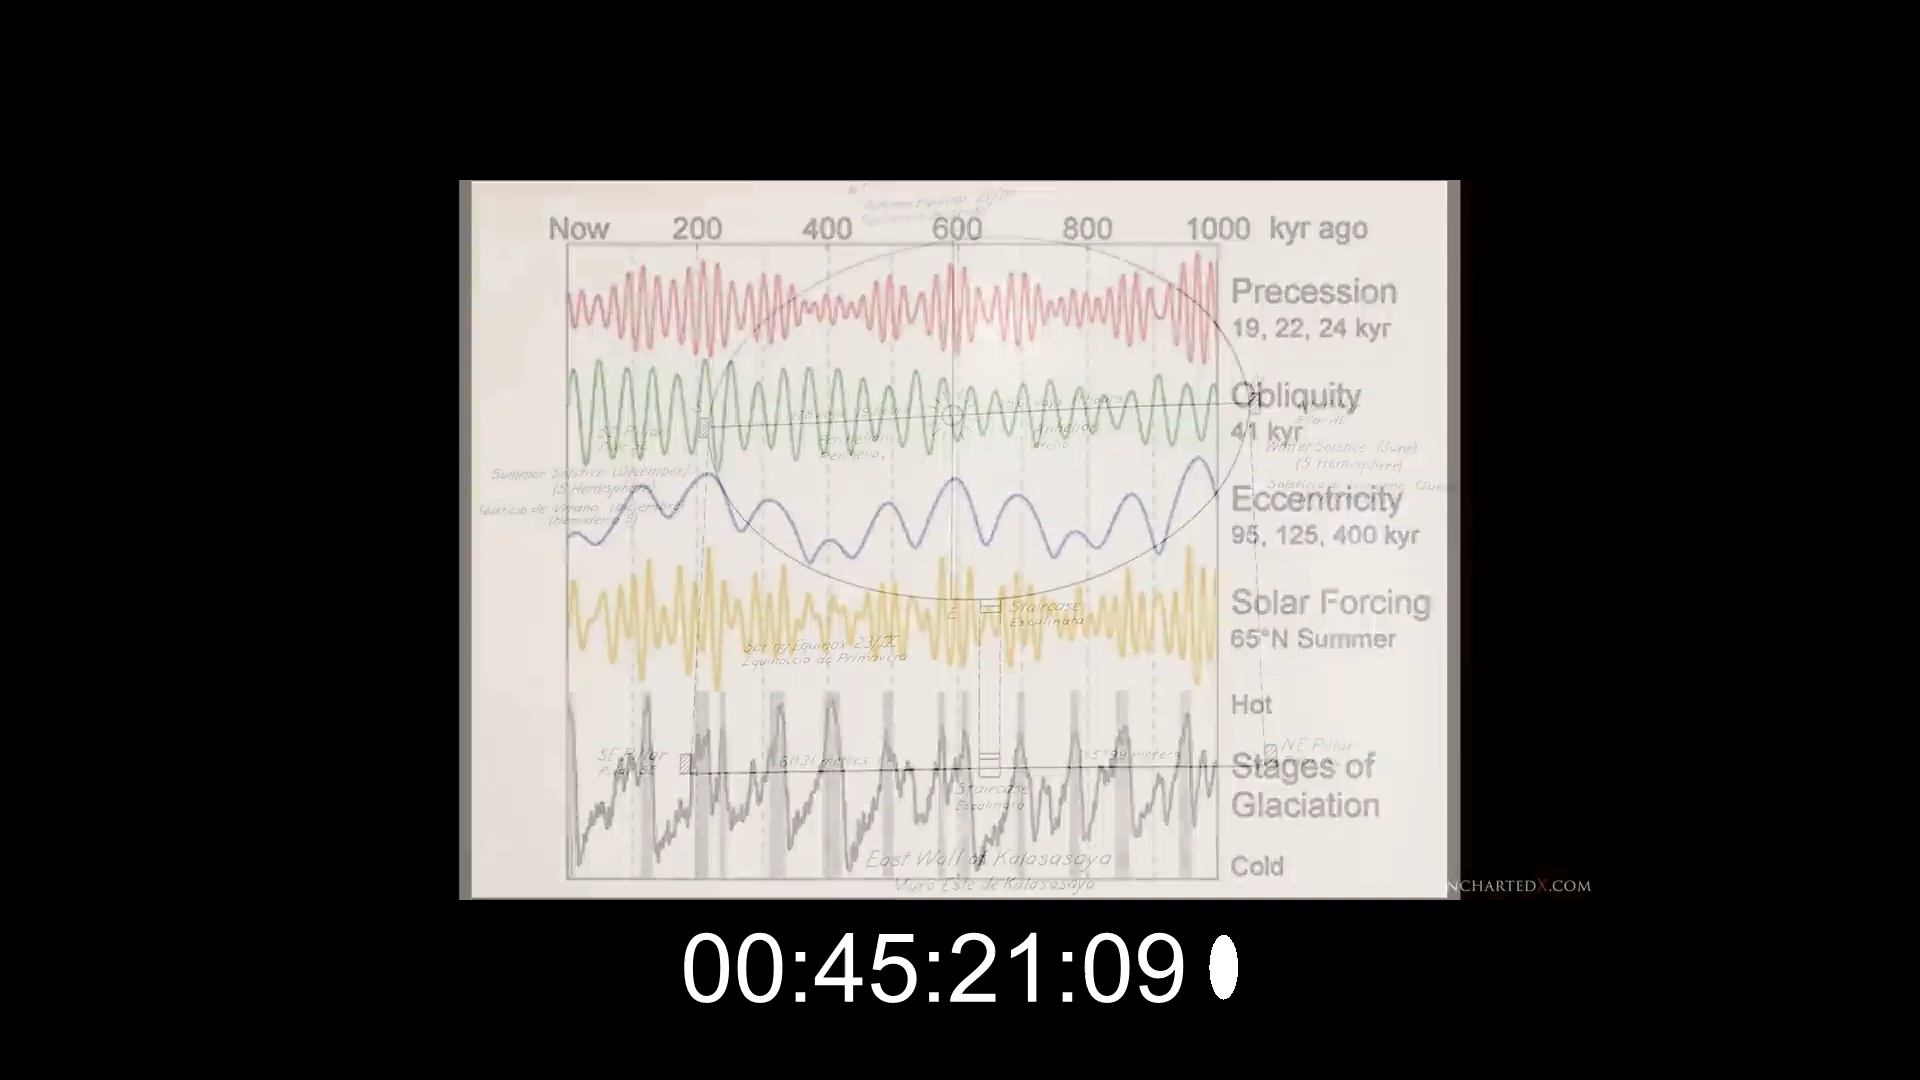 Now 200 400 600 800 1000 kyr ago
Precession
19, 22, 24 kyr
Obliquity
41 kyr
Winter Solstice (June)
(S Hemisphere)
Summer Solstice (December)
(S Hemisphere)
Eccentricity
95, 125, 400 kyr
Solar Forcing
65°N Summer
E
Staircase
Escalinata
Spring Equinox 23/IX
Equinoccio de Primavera
Hot
SE Pillar
NE Pillar
Stages of
Glaciation
Staircase
Escalinata
East Wall of Kalasasaya
Muro Este de Kalasasaya
Cold
NCHARTEDX.COM
00:45:21:09